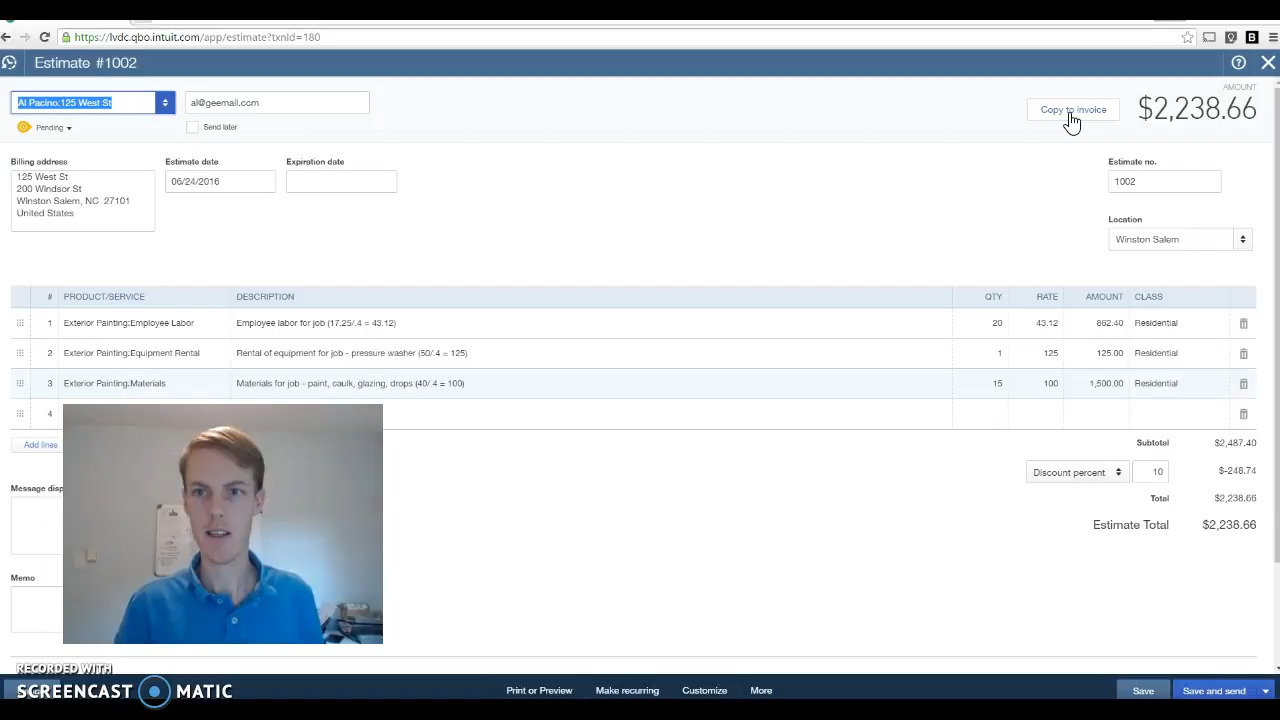 https://lvdc.qbo.intuit.com/app/estimate?txnId=180
B
Estimate #1002
?
Al Pacino:125 West St
al@geemail.com
Copy to invoice
AMOUNT
$2,238.66
Pending
Send later
Billing address
Estimate date
Expiration date
Estimate no.
125 West St
200 Windsor St
Winston Salem, NC 27101
United States
06/24/2016
1002
Location
Winston Salem
# PRODUCT/SERVICE DESCRIPTION QTY RATE AMOUNT CLASS
1 Exterior Painting:Employee Labor Employee labor for job (17.25/.4 = 43.12) 20 43.12 862.40 Residential
2 Exterior Painting:Equipment Rental Rental of equipment for job - pressure washer (50/.4 = 125) 1 125 125.00 Residential
3 Exterior Painting:Materials Materials for job - paint, caulk, glazing, drops (40/.4 = 100) 15 100 1,500.00 Residential
4
Add lines
Subtotal $2,487.40
Discount percent 10 $-248.74
Message disp
Total $2,238.66
Estimate Total $2,238.66
Memo
RECORDED WITH
SCREENCAST MATIC
Print or Preview Make recurring Customize More Save Save and send